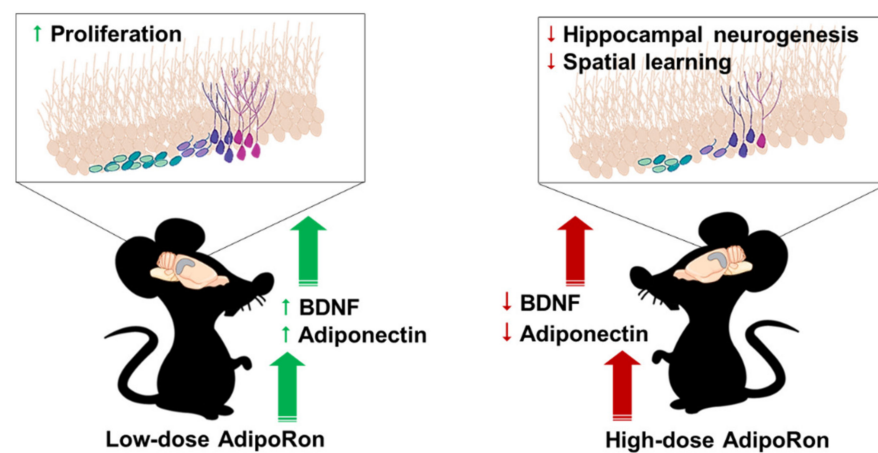 ↑ Proliferation
↑ BDNF
↑ Adiponectin
Low-dose AdipoRon
↓ Hippocampal neurogenesis
↓ Spatial learning
↓ BDNF
↓ Adiponectin
High-dose AdipoRon